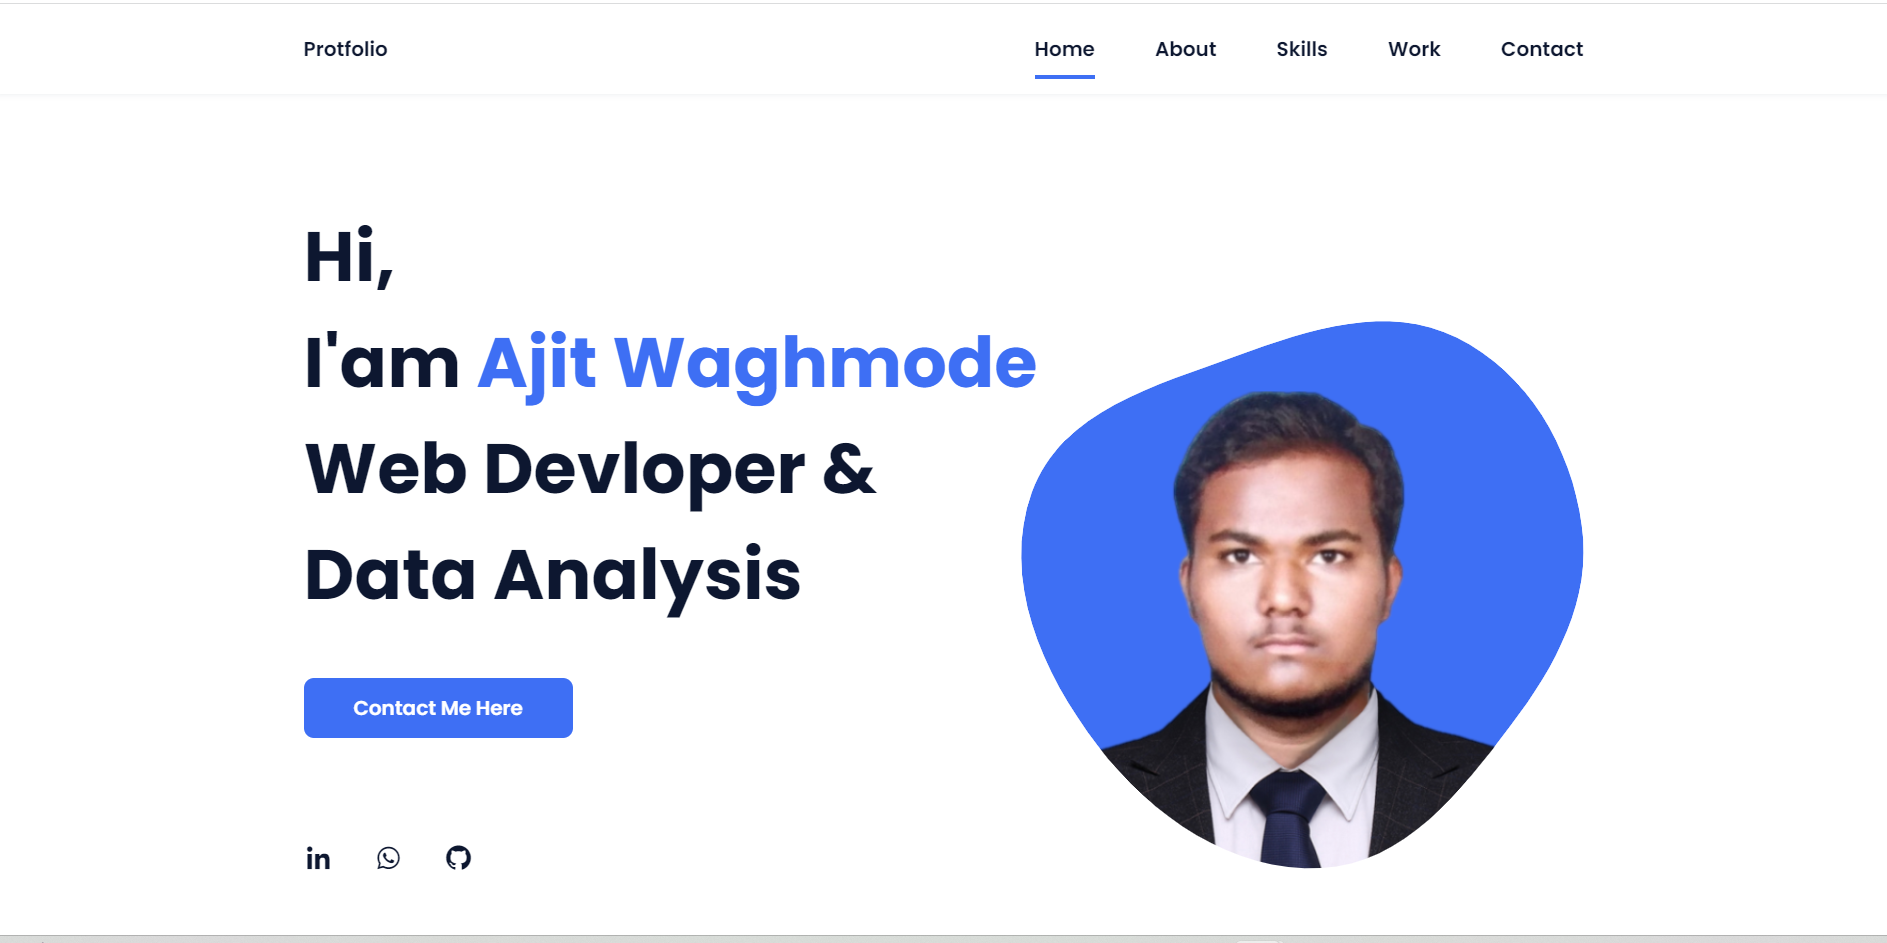 Protfolio
Home About Skills Work Contact
Hi,
I'am Ajit Waghmode
Web Devloper &
Data Analysis
Contact Me Here
in